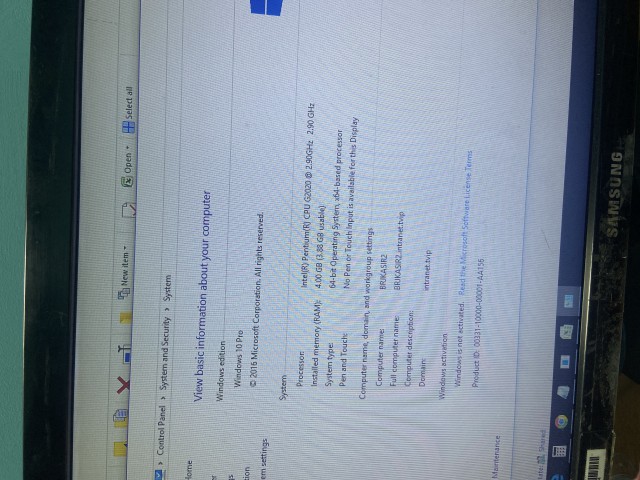 New item
Open
Select all
Control Panel > System and Security > System
View basic information about your computer
Windows edition
Windows 10 Pro
© 2016 Microsoft Corporation. All rights reserved.
System
Processor: Intel(R) Pentium(R) CPU G2020 @ 2.90GHz 2.90 GHz
Installed memory (RAM): 4.00 GB (3.88 GB usable)
System type: 64-bit Operating System, x64-based processor
Pen and Touch: No Pen or Touch Input is available for this Display
Computer name, domain, and workgroup settings
Computer name: BRIKASIR2
Full computer name: BRIKASIR2.intranet.tvip
Computer description:
Domain: intranet.tvip
Windows activation
Windows is not activated. Read the Microsoft Software License Terms
Product ID: 00331-10000-00001-AA156
Maintenance
Shared
SAMSUNG